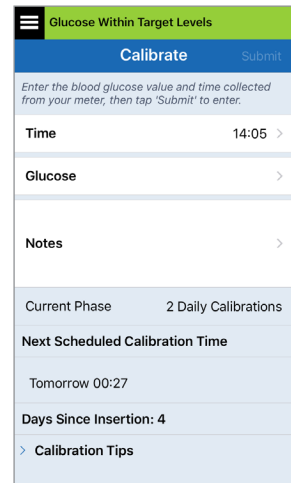 Glucose Within Target Levels
Calibrate Submit
Enter the blood glucose value and time collected
from your meter, then tap 'Submit' to enter.
Time 14:05
Glucose
Notes
Current Phase 2 Daily Calibrations
Next Scheduled Calibration Time
Tomorrow 00:27
Days Since Insertion: 4
Calibration Tips